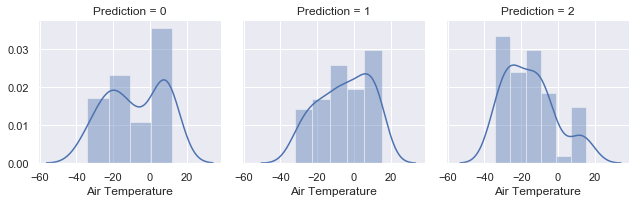 Prediction = 0 Prediction = 1 Prediction = 2
0.03
0.02
0.01
0.00
−60 −40 −20 0 20 −60 −40 −20 0 20 −60 −40 −20 0 20
Air Temperature Air Temperature Air Temperature